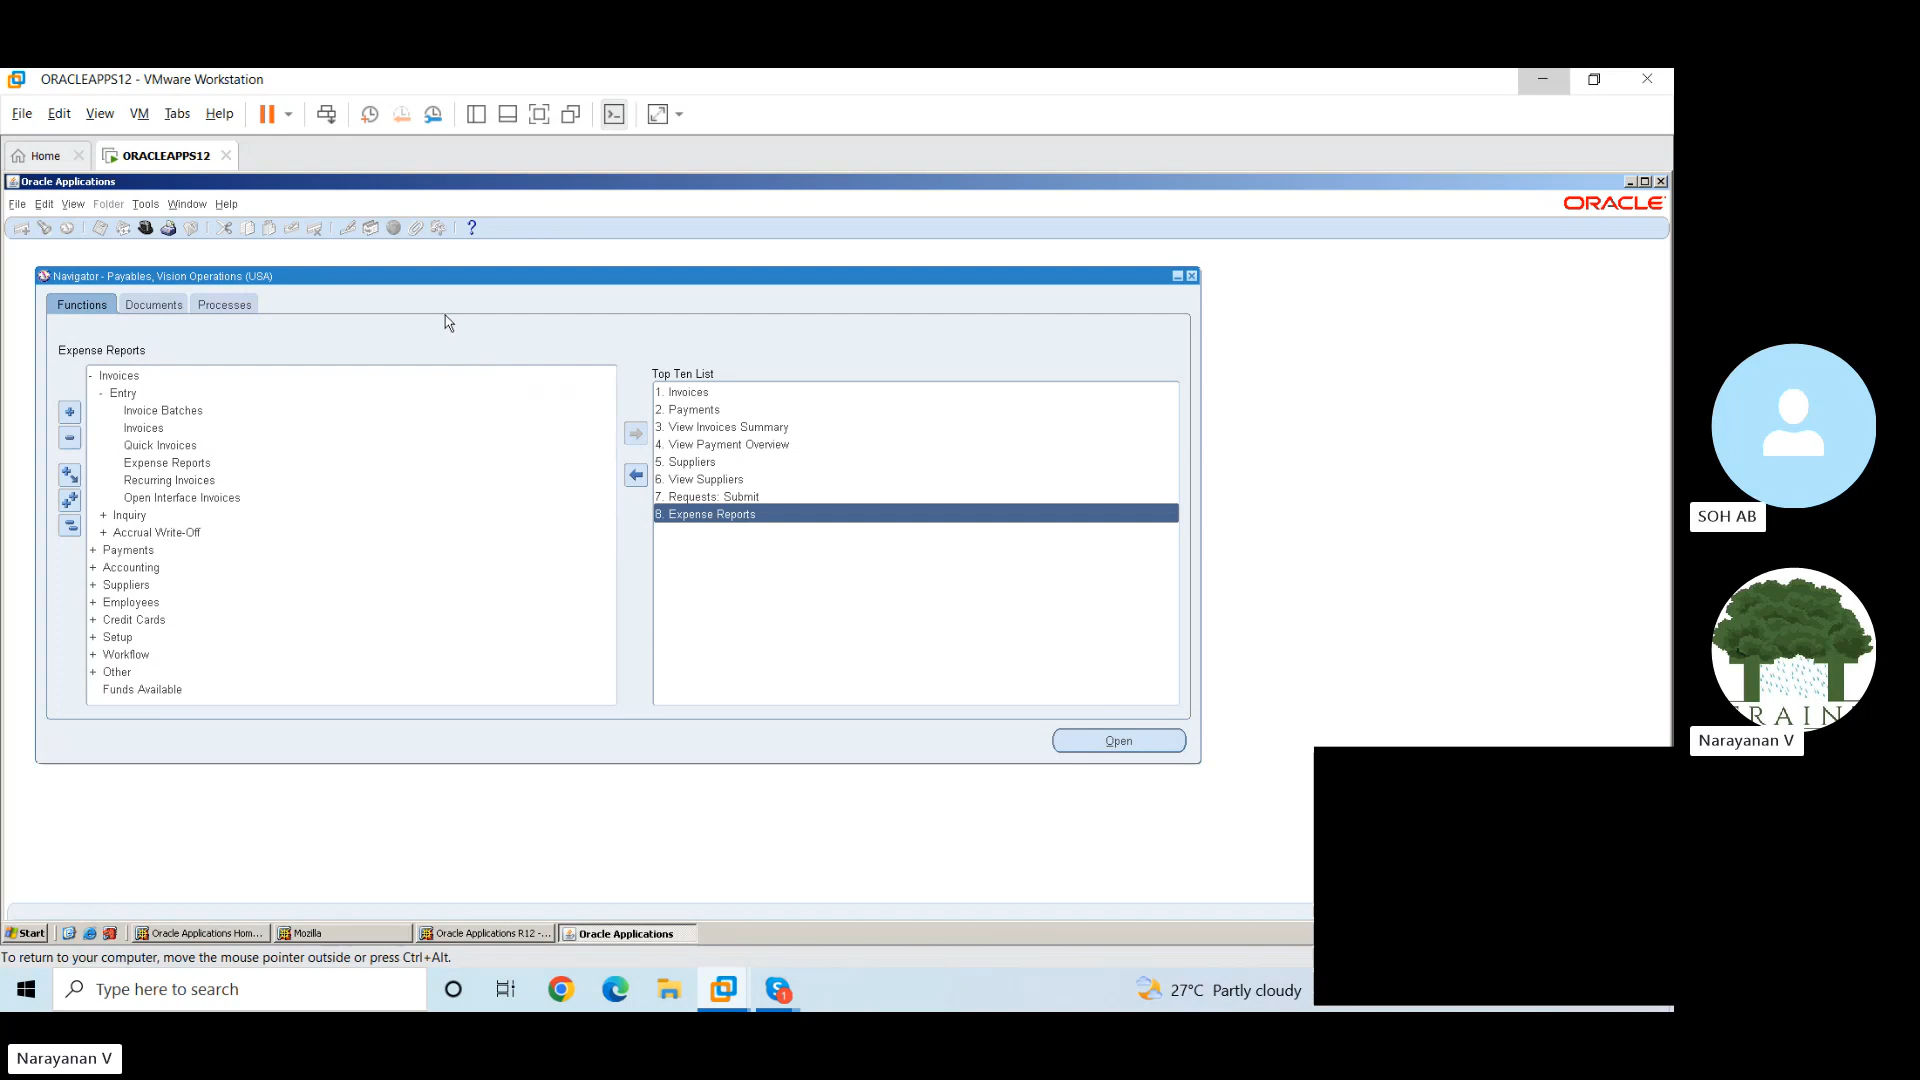 ORACLEAPPS12 - VMware Workstation
File Edit View VM Tabs Help
Home ORACLEAPPS12
Oracle Applications
File Edit View Folder Tools Window Help
ORACLE
Navigator - Payables, Vision Operations (USA)
Functions Documents Processes
Expense Reports
- Invoices
- Entry
Invoice Batches
Invoices
Quick Invoices
Expense Reports
Recurring Invoices
Open Interface Invoices
+ Inquiry
+ Accrual Write-Off
+ Payments
+ Accounting
+ Suppliers
+ Employees
+ Credit Cards
+ Setup
+ Workflow
+ Other
Funds Available
Top Ten List
1. Invoices
2. Payments
3. View Invoices Summary
4. View Payment Overview
5. Suppliers
6. View Suppliers
7. Requests: Submit
8. Expense Reports
Open
SOH AB
RAIN
Narayanan V
Start Oracle Applications Hom... Mozilla Oracle Applications R12 -... Oracle Applications
To return to your computer, move the mouse pointer outside or press Ctrl+Alt.
Type here to search
1
27°C Partly cloudy
Narayanan V